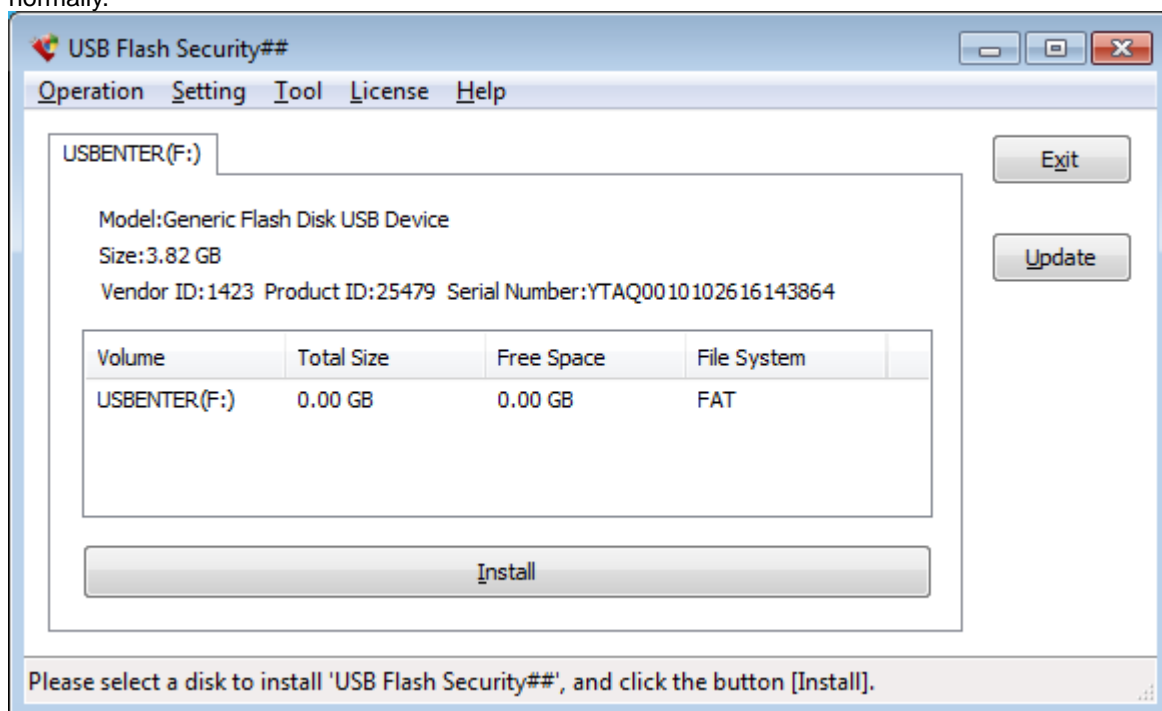 normally.
USB Flash Security##
Operation Setting Tool License Help
USBENTER(F:)
Exit
Model:Generic Flash Disk USB Device
Size:3.82 GB
Update
Vendor ID:1423 Product ID:25479 Serial Number:YTAQ0010102616143864
Volume Total Size Free Space File System
USBENTER(F:) 0.00 GB 0.00 GB FAT
Install
Please select a disk to install 'USB Flash Security##', and click the button [Install].